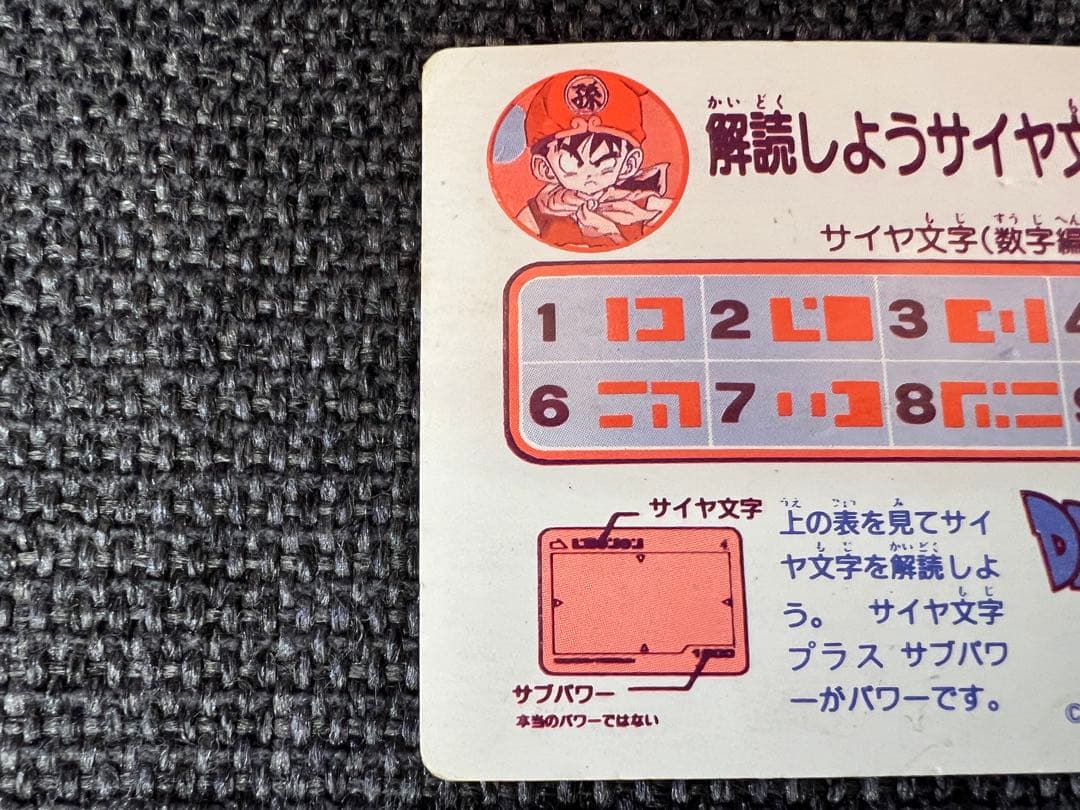 孫
かいどく
解読しようサイヤ文
もじ すうじへん
サイヤ文字(数字編
1 2 3 4
6 7 8 9
サイヤ文字
サブパワー
本当のパワーではない
うえ み
上の表を見てサイ
もじ かいどく
ヤ文字を解読しよ
もじ
う。 サイヤ文字
プラス サブパワ
ーがパワーです。
©